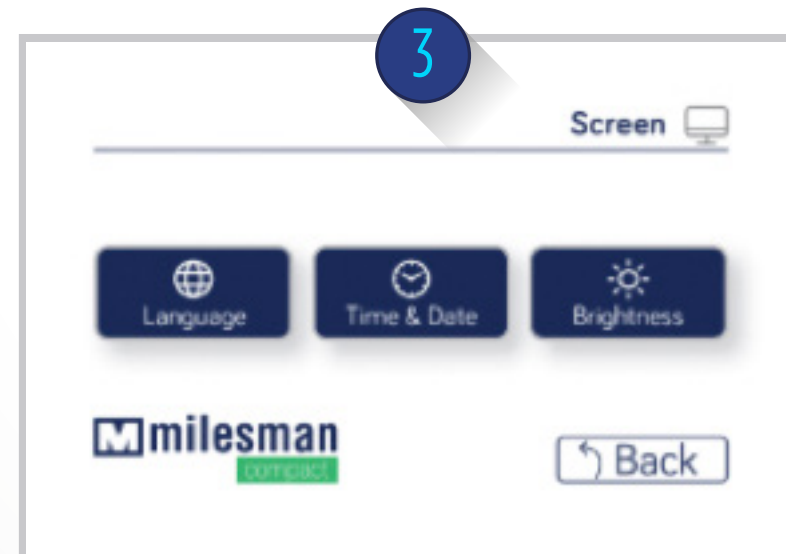 3
Screen
Language Time & Date Brightness
milesman
compact
Back